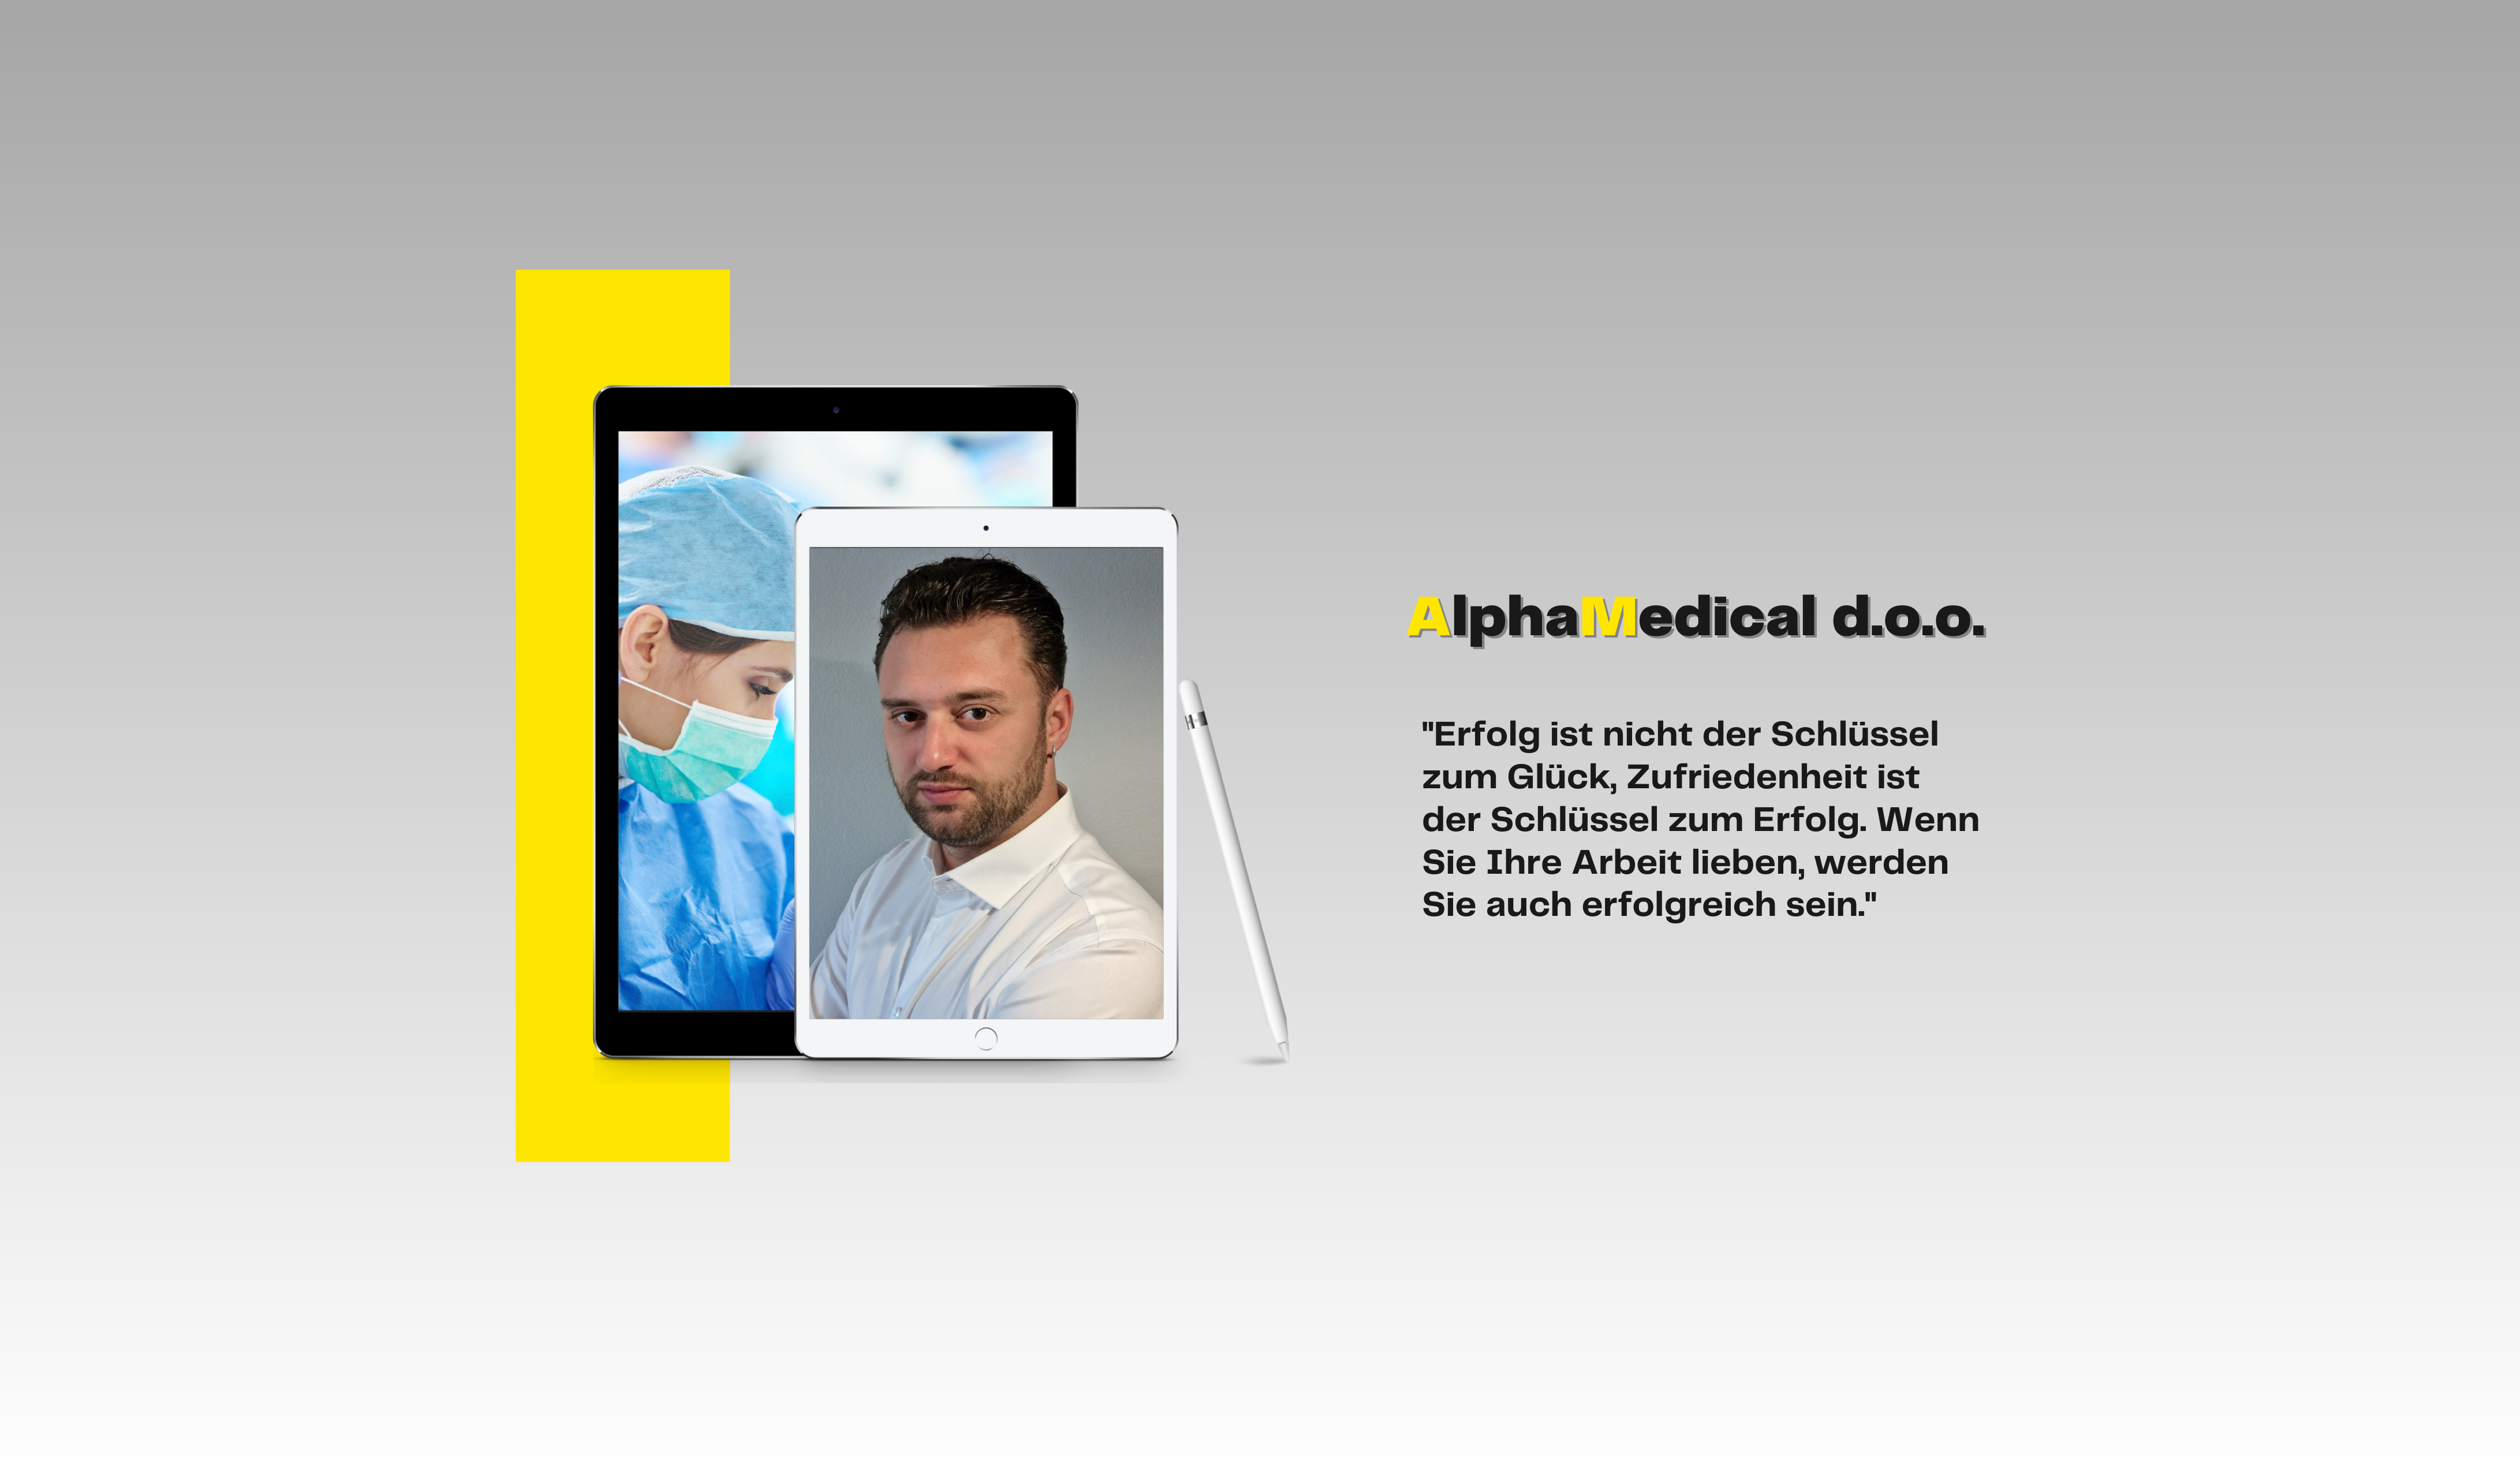 AlphaMedical d.o.o.
"Erfolg ist nicht der Schlüssel
zum Glück, Zufriedenheit ist
der Schlüssel zum Erfolg. Wenn
Sie Ihre Arbeit lieben, werden
Sie auch erfolgreich sein."